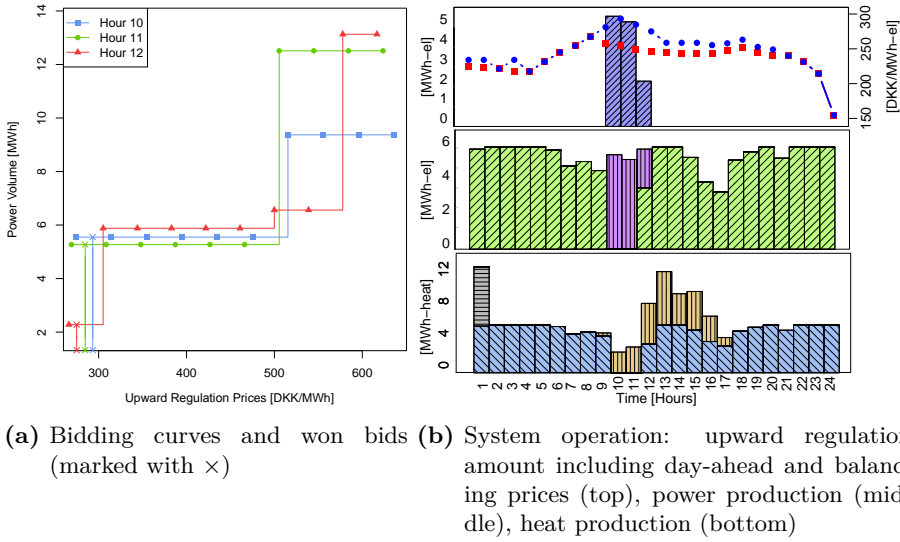 Hour 10
Hour 11
Hour 12
14
12
10
8
6
4
2
Power Volume [MWh]
300
400
500
600
Upward Regulation Prices [DKK/MWh]
5
4
3
2
1
0
[MWh−el]
300
250
200
150
[DKK/MWh−el]
6
4
2
0
[MWh−el]
12
8
4
0
[MWh−heat]
1 2 3 4 5 6 7 8 9 10 11 12 13 14 15 16 17 18 19 20 21 22 23 24
Time [Hours]
(a) Bidding curves and won bids
(marked with ×)
(b) System operation: upward regulation
amount including day-ahead and balanc-
ing prices (top), power production (mid-
dle), heat production (bottom)